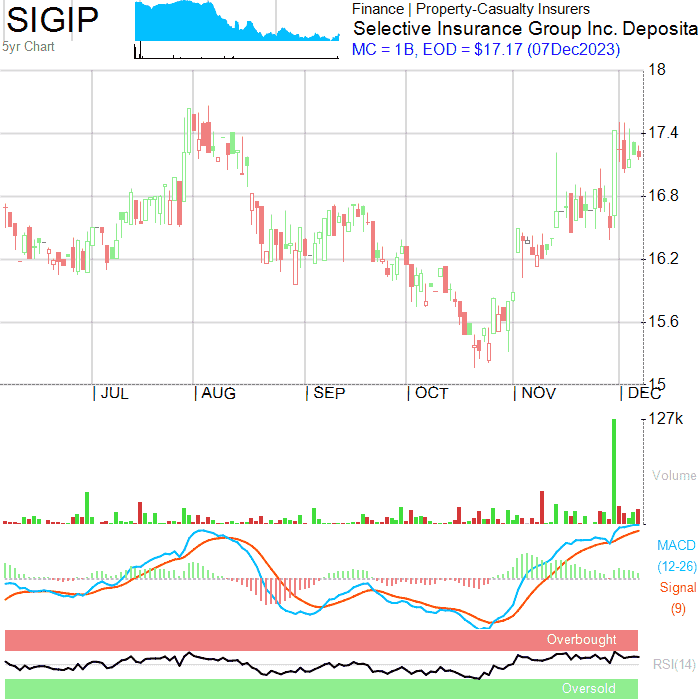 SIGIP
5yr Chart
Finance | Property-Casualty Insurers
Selective Insurance Group Inc. Deposita
MC = 1B, EOD = $17.17 (07Dec2023)
18
17.4
16.8
16.2
15.6
15
| JUL | AUG | SEP | OCT | NOV | DEC
127k
Volume
MACD
(12-26)
Signal
(9)
Overbought
RSI(14)
Oversold